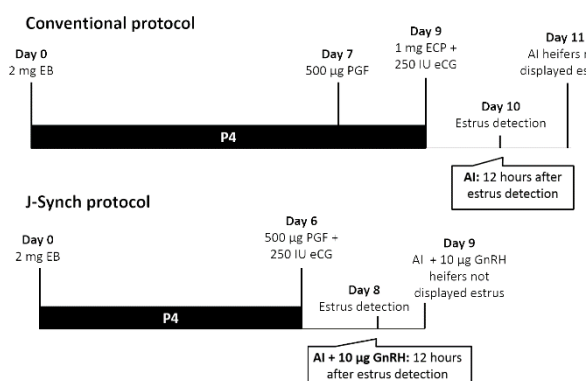 Conventional protocol
Day 0
2 mg EB
Day 7
500 µg PGF
Day 9
1 mg ECP +
250 IU eCG
Day 11
AI heifers
displayed
Day 10
Estrus detection
P4
AI: 12 hours after
estrus detection
J-Synch protocol
Day 0
2 mg EB
Day 6
500 µg PGF +
250 IU eCG
Day 9
AI + 10 µg GnRH
heifers not
displayed estrus
Day 8
Estrus detection
P4
AI + 10 µg GnRH: 12 hours
after estrus detection